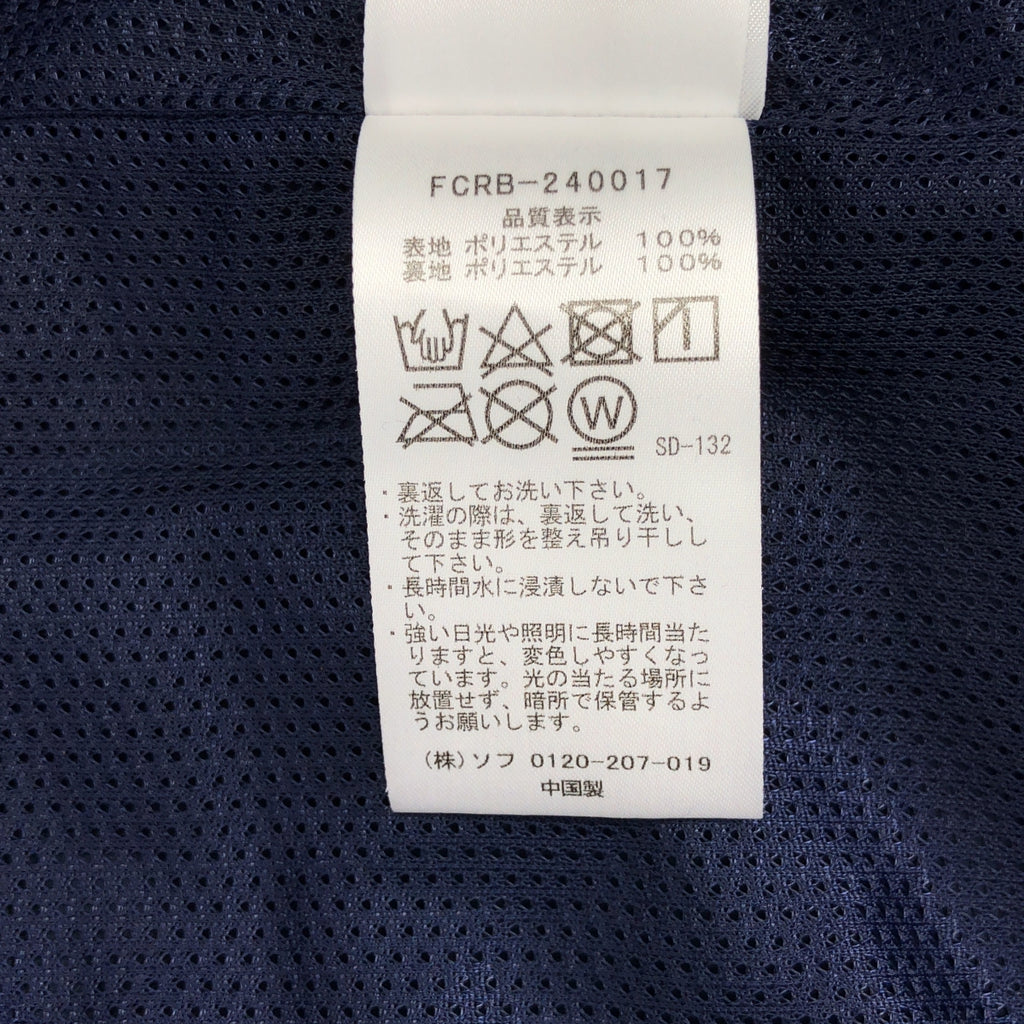 FCRB-240017
品質表示
表地 ポリエステル 100%
裏地 ポリエステル 100%
W
SD-132
・裏返してお洗い下さい。
・洗濯の際は、裏返して洗い、
そのまま形を整え吊り干しし
て下さい。
・長時間水に浸漬しないで下さ
い。
・強い日光や照明に長時間当た
りますと、変色しやすくなっ
ています。光の当たる場所に
放置せず、暗所で保管するよ
うお願いします。
(株)ソフ 0120-207-019
中国製